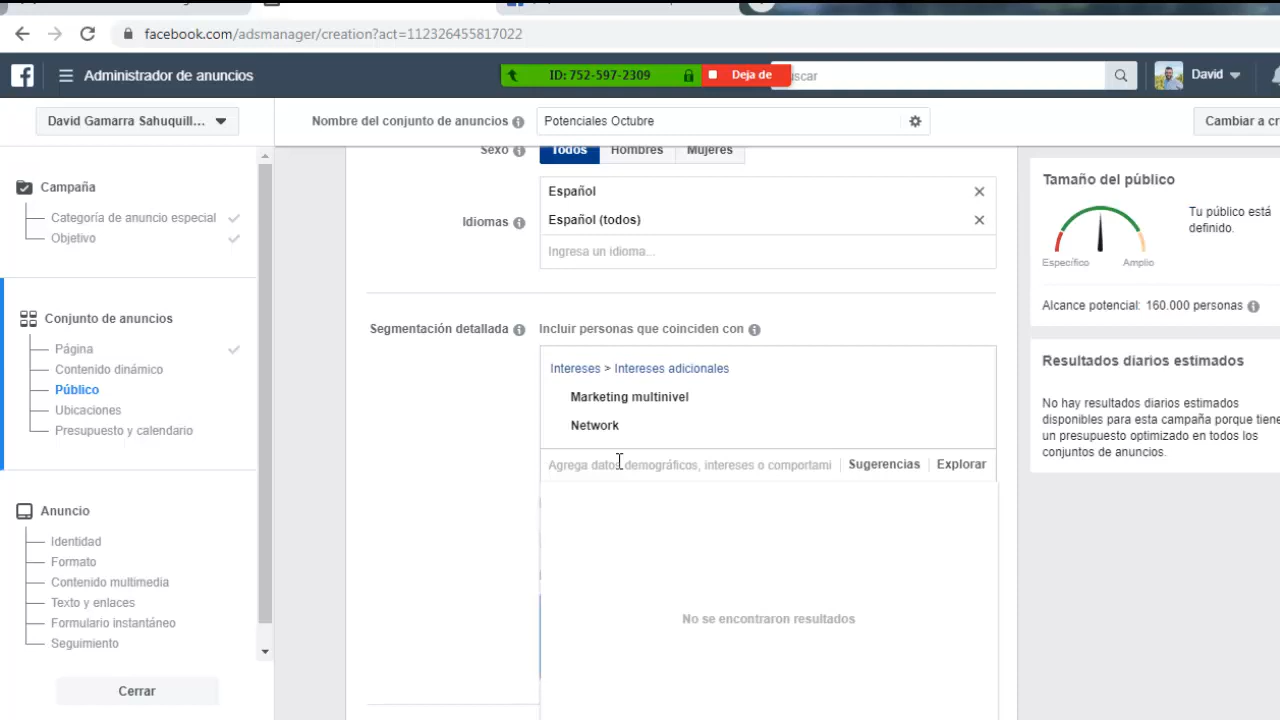 facebook.com/adsmanager/creation?act=112326455817022
Administrador de anuncios
ID: 752-597-2309
Deja de
uscar
David
David Gamarra Sahuquill...
Nombre del conjunto de anuncios
Potenciales Octubre
Cambiar a cr
Sexo
Todos
Hombres
Mujeres
Campaña
Categoría de anuncio especial
Objetivo
Conjunto de anuncios
Página
Contenido dinámico
Público
Ubicaciones
Presupuesto y calendario
Anuncio
Identidad
Formato
Contenido multimedia
Texto y enlaces
Formulario instantáneo
Seguimiento
Cerrar
Idiomas
Español
Español (todos)
Ingresa un idioma...
Segmentación detallada
Incluir personas que coinciden con
Intereses > Intereses adicionales
Marketing multinivel
Network
Agrega datos demográficos, intereses o comportami
Sugerencias
Explorar
No se encontraron resultados
Tamaño del público
Tu público está
definido.
Específico
Amplio
Alcance potencial: 160.000 personas
Resultados diarios estimados
No hay resultados diarios estimados
disponibles para esta campaña porque tiene
un presupuesto optimizado en todos los
conjuntos de anuncios.